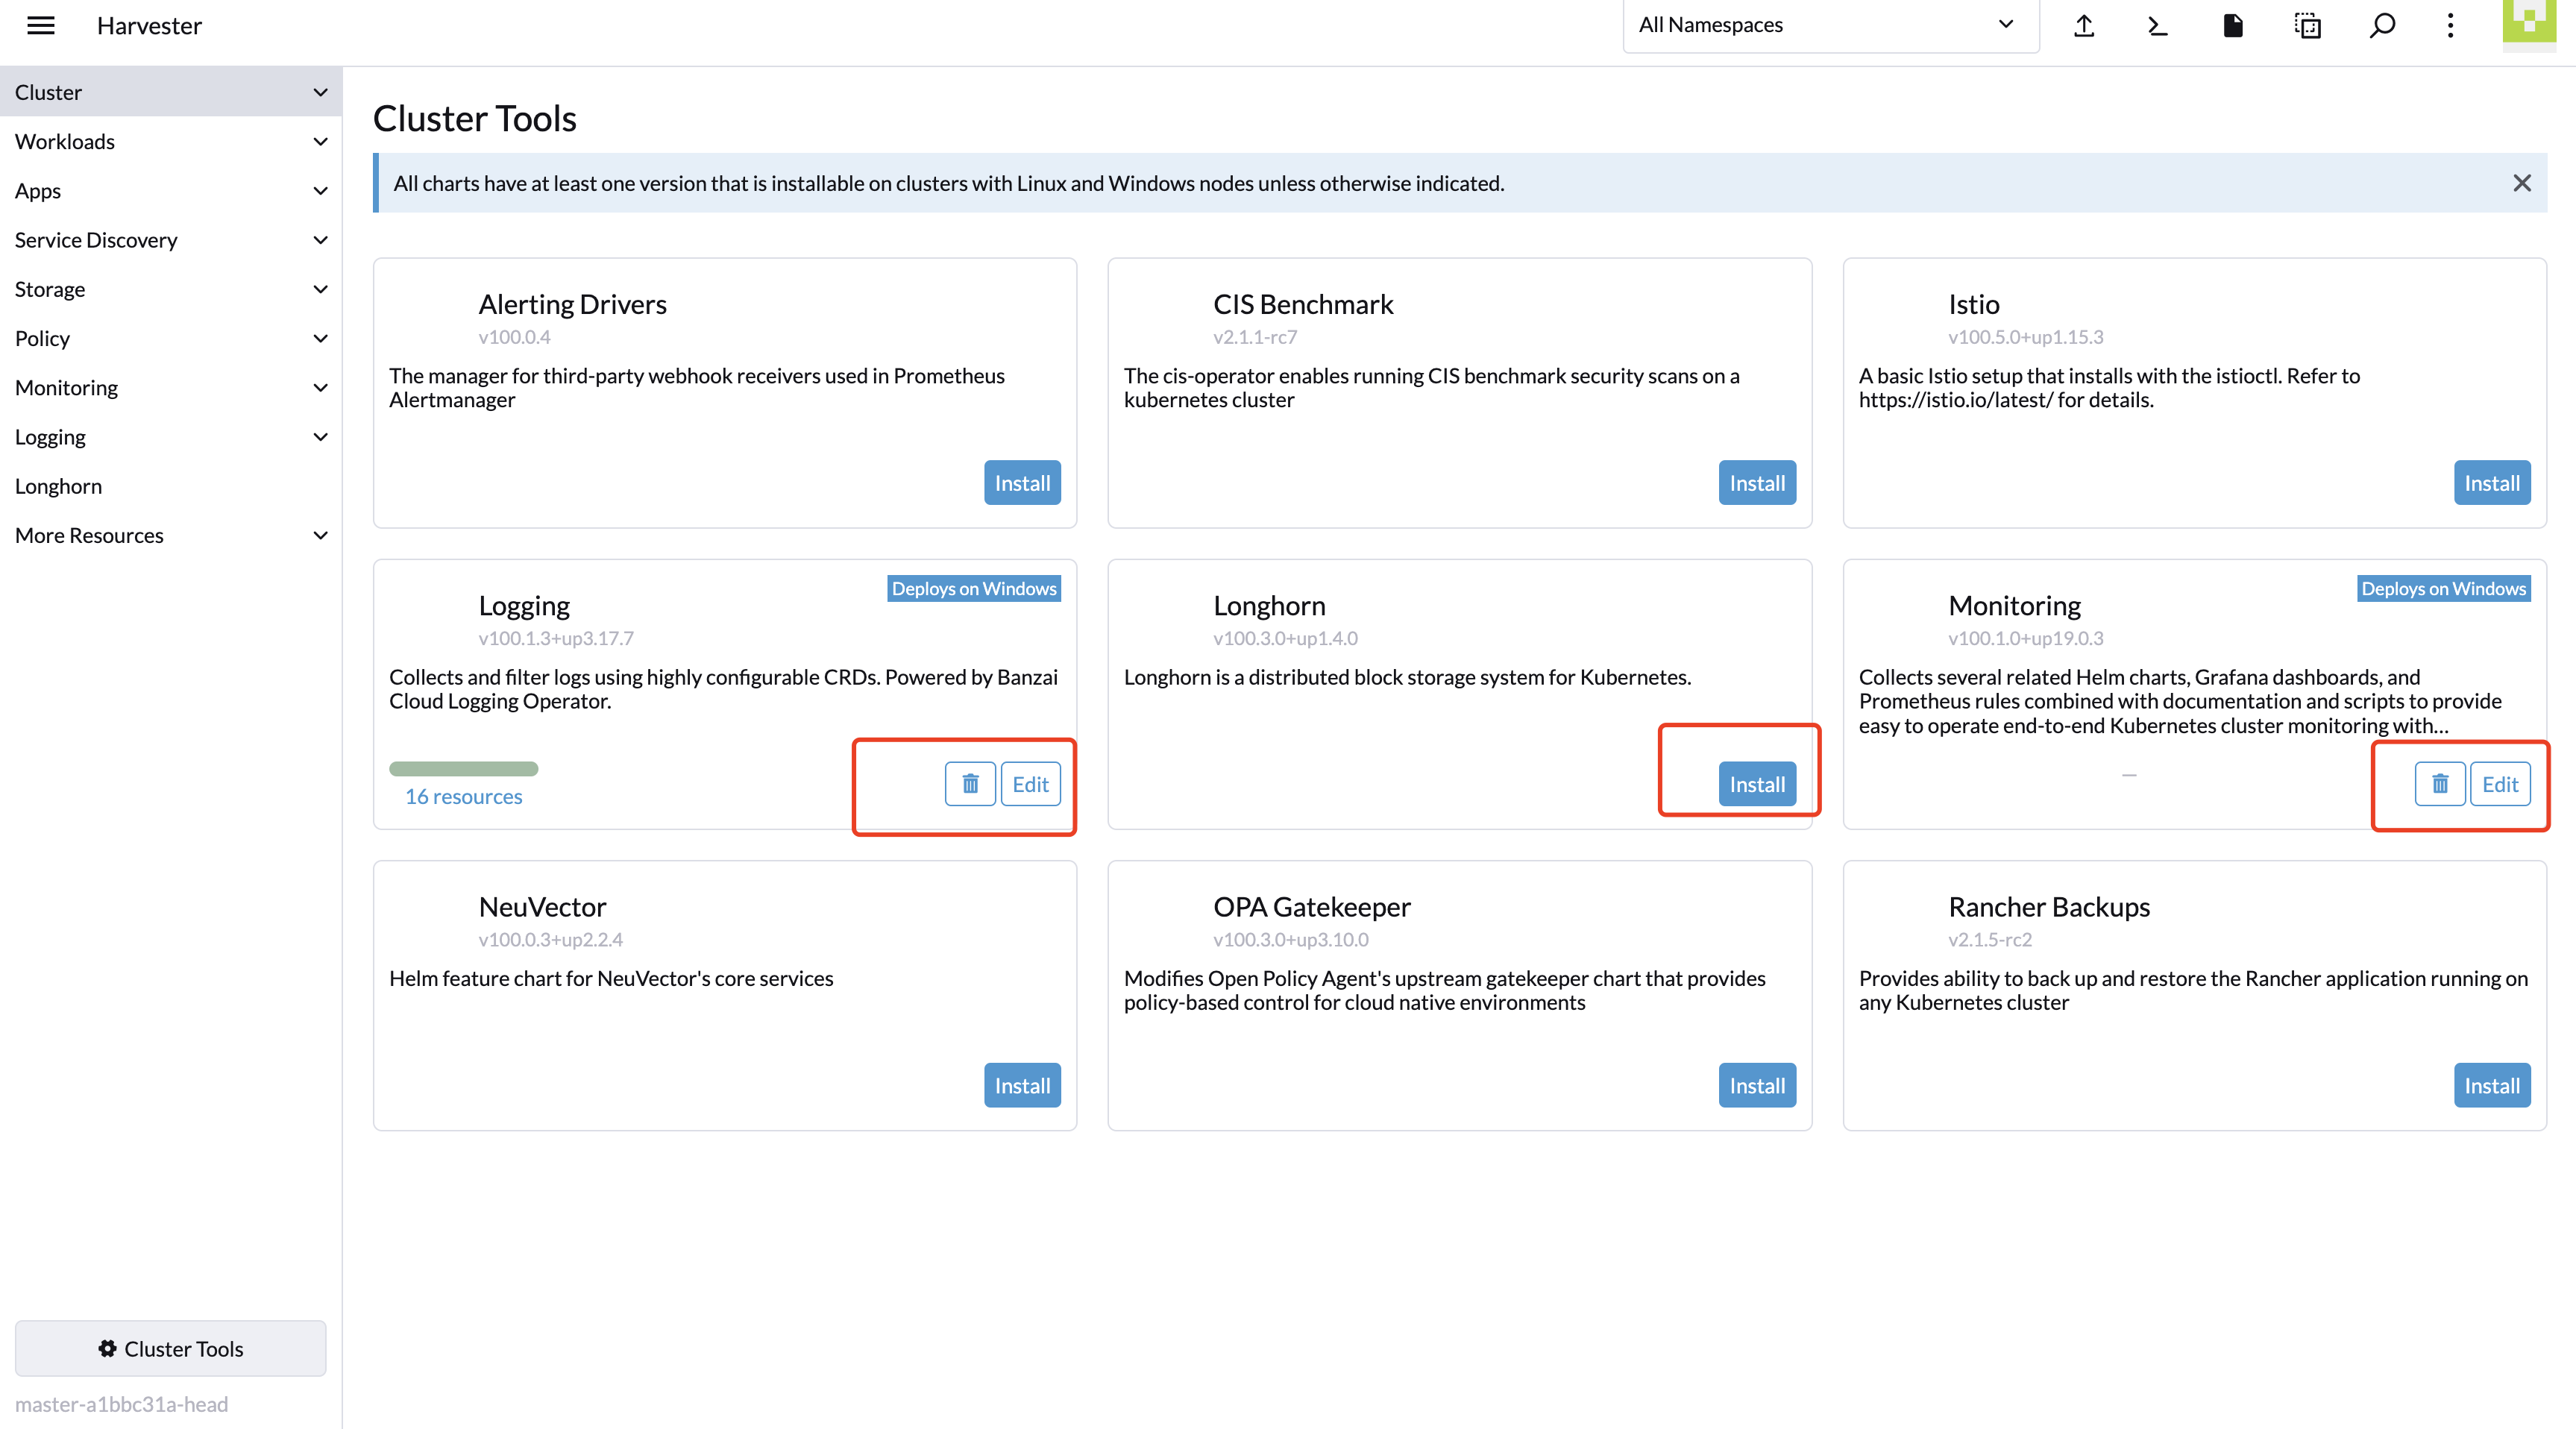 Harvester
All Namespaces
Cluster
Workloads
Apps
Service Discovery
Storage
Policy
Monitoring
Logging
Longhorn
More Resources
Cluster Tools
master-a1bbc31a-head
Cluster Tools
All charts have at least one version that is installable on clusters with Linux and Windows nodes unless otherwise indicated.
Alerting Drivers
v100.0.4
The manager for third-party webhook receivers used in Prometheus
Alertmanager
Install
CIS Benchmark
v2.1.1-rc7
The cis-operator enables running CIS benchmark security scans on a
kubernetes cluster
Install
Istio
v100.5.0+up1.15.3
A basic Istio setup that installs with the istioctl. Refer to
https://istio.io/latest/ for details.
Install
Deploys on Windows
Logging
v100.1.3+up3.17.7
Collects and filter logs using highly configurable CRDs. Powered by Banzai
Cloud Logging Operator.
16 resources
Edit
Longhorn
v100.3.0+up1.4.0
Longhorn is a distributed block storage system for Kubernetes.
Install
Deploys on Windows
Monitoring
v100.1.0+up19.0.3
Collects several related Helm charts, Grafana dashboards, and
Prometheus rules combined with documentation and scripts to provide
easy to operate end-to-end Kubernetes cluster monitoring with...
—
Edit
NeuVector
v100.0.3+up2.2.4
Helm feature chart for NeuVector's core services
Install
OPA Gatekeeper
v100.3.0+up3.10.0
Modifies Open Policy Agent's upstream gatekeeper chart that provides
policy-based control for cloud native environments
Install
Rancher Backups
v2.1.5-rc2
Provides ability to back up and restore the Rancher application running on
any Kubernetes cluster
Install